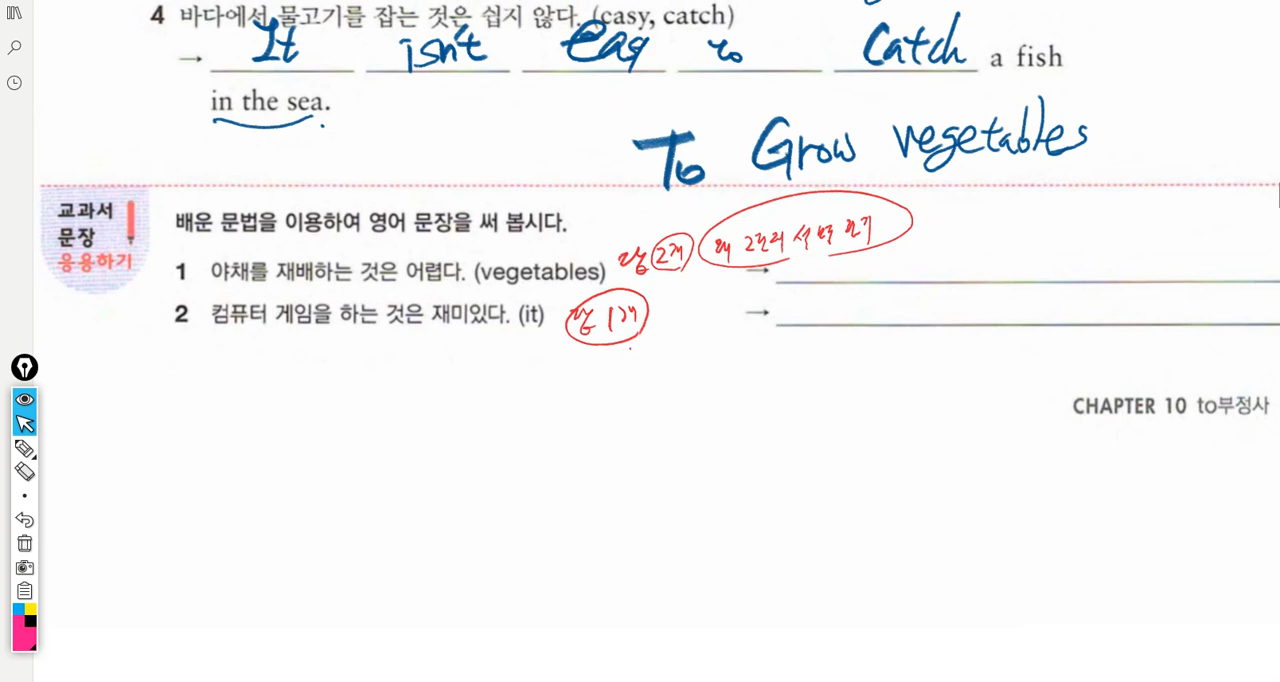 4 바다에서 물고기를 잡는 것은 쉽지 않다. (easy, catch)
→ It isn't easy to catch a fish
in the sea.
To Grow vegetables
교과서
문장
응용하기
배운 문법을 이용하여 영어 문장을 써 봅시다.
1 야채를 재배하는 것은 어렵다. (vegetables) 답 2개 왜 2갠지 →
2 컴퓨터 게임을 하는 것은 재미있다. (it) 답 1개 →
CHAPTER 10 to부정사